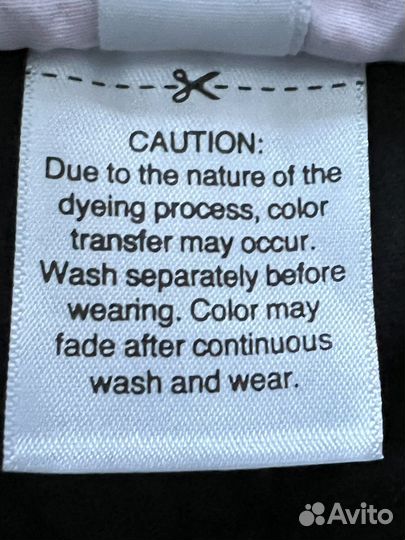 CAUTION:
Due to the nature of the
dyeing process, color
transfer may occur.
Wash separately before
wearing. Color may
fade after continuous
wash and wear.
Avito